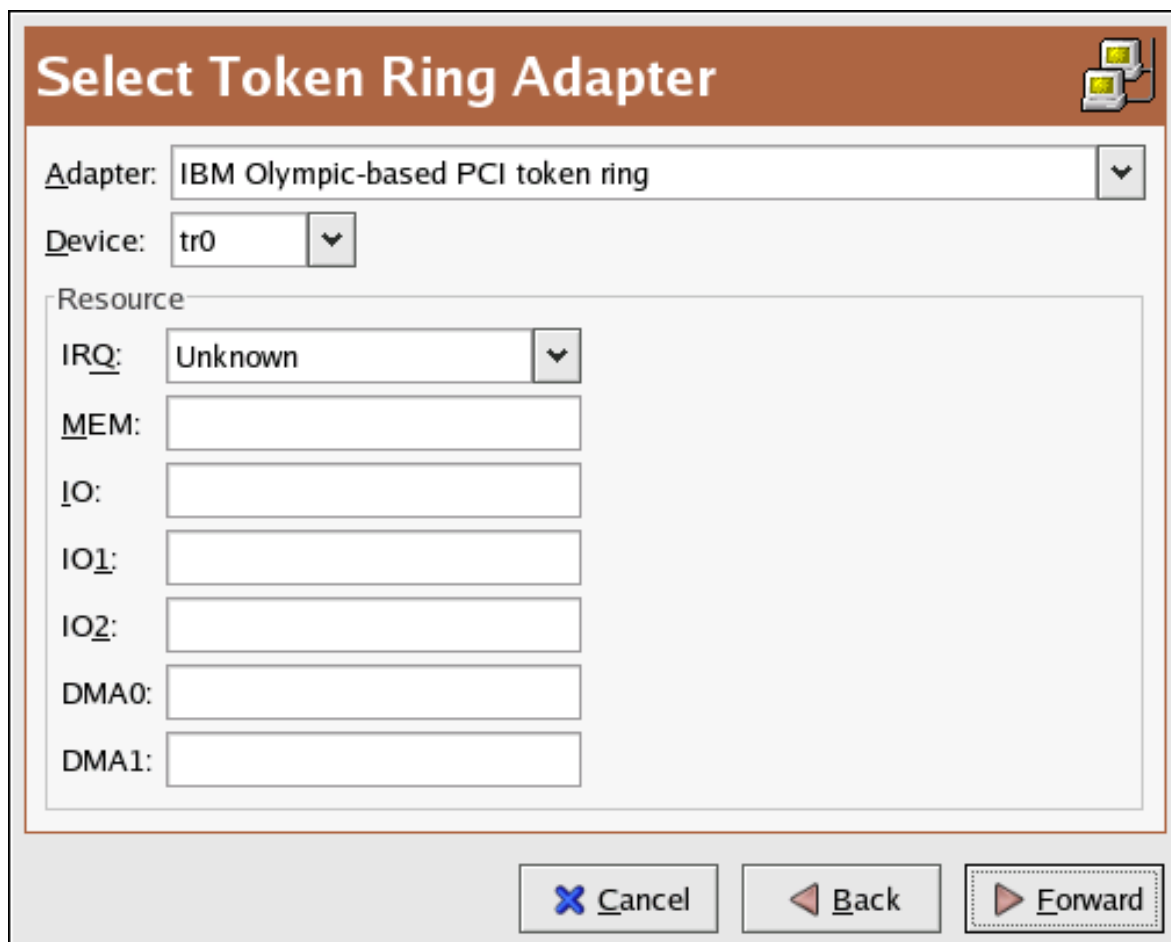 Select Token Ring Adapter
Adapter: IBM Olympic-based PCI token ring
Device: tr0
Resource
IRQ: Unknown
MEM:
IO:
IO1:
IO2:
DMA0:
DMA1:
Cancel Back Forward